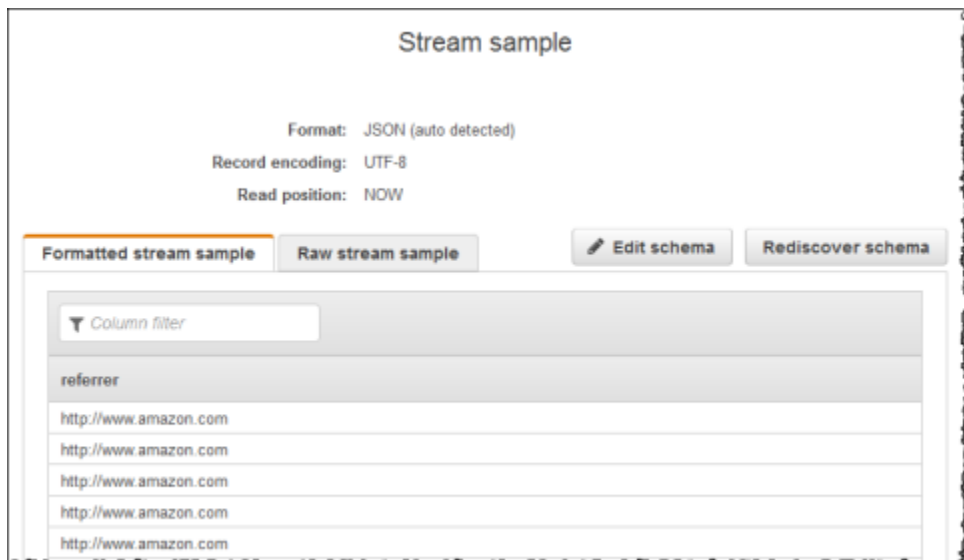 Stream sample
Format: JSON (auto detected)
Record encoding: UTF-8
Read position: NOW
Formatted stream sample Raw stream sample Edit schema Rediscover schema
Column filter
referrer
http://www.amazon.com
http://www.amazon.com
http://www.amazon.com
http://www.amazon.com
http://www.amazon.com